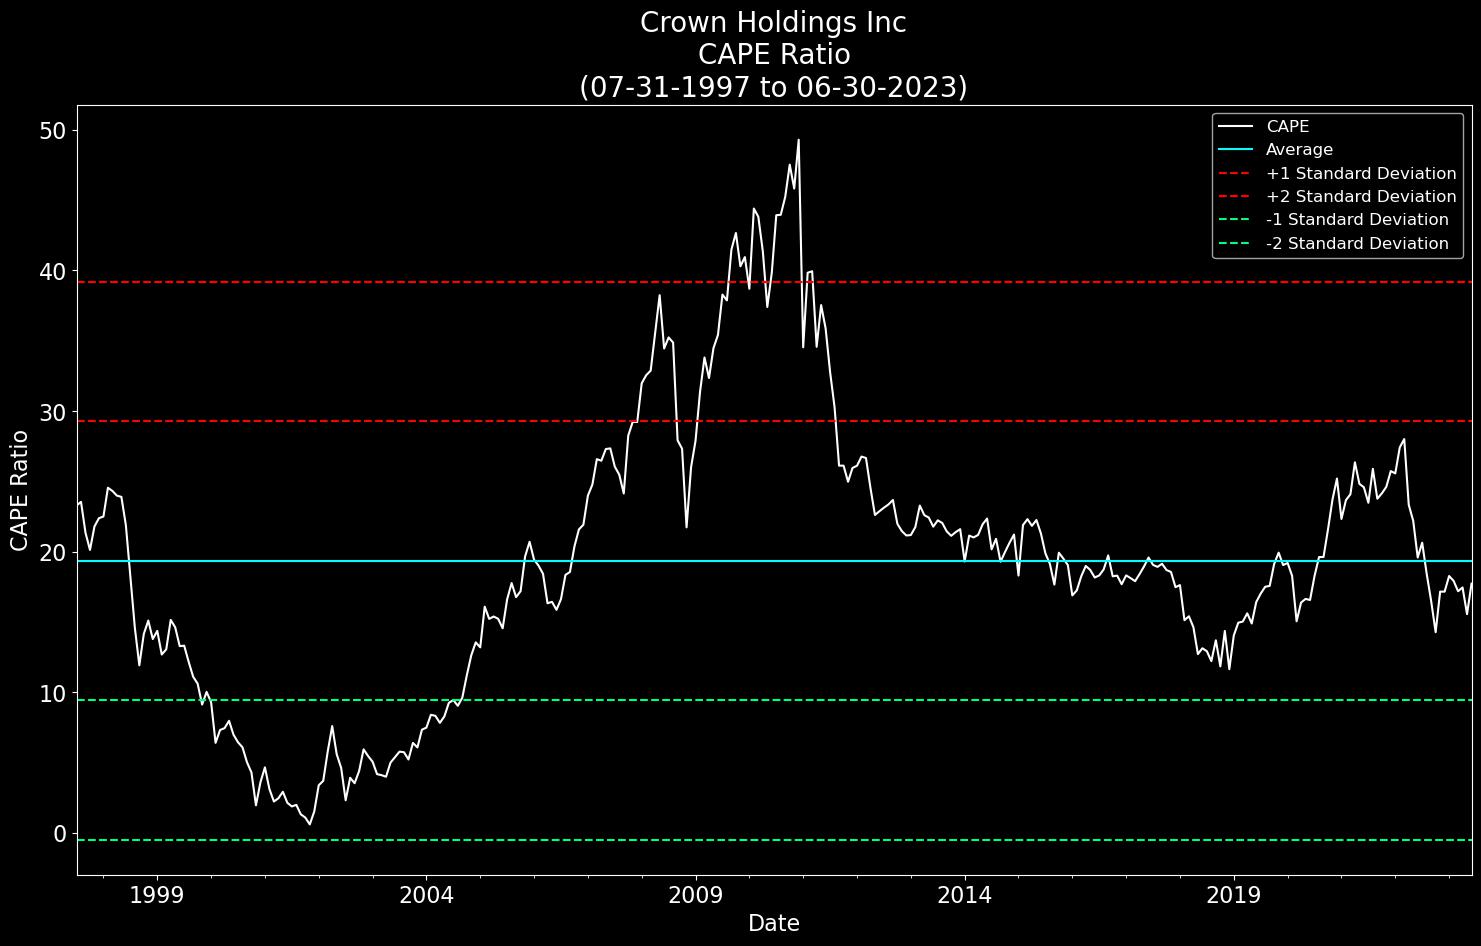 Crown Holdings Inc
CAPE Ratio
(07-31-1997 to 06-30-2023)
CAPE
Average
+1 Standard Deviation
+2 Standard Deviation
-1 Standard Deviation
-2 Standard Deviation
50
40
30
20
10
0
CAPE Ratio
1999
2004
2009
2014
2019
Date